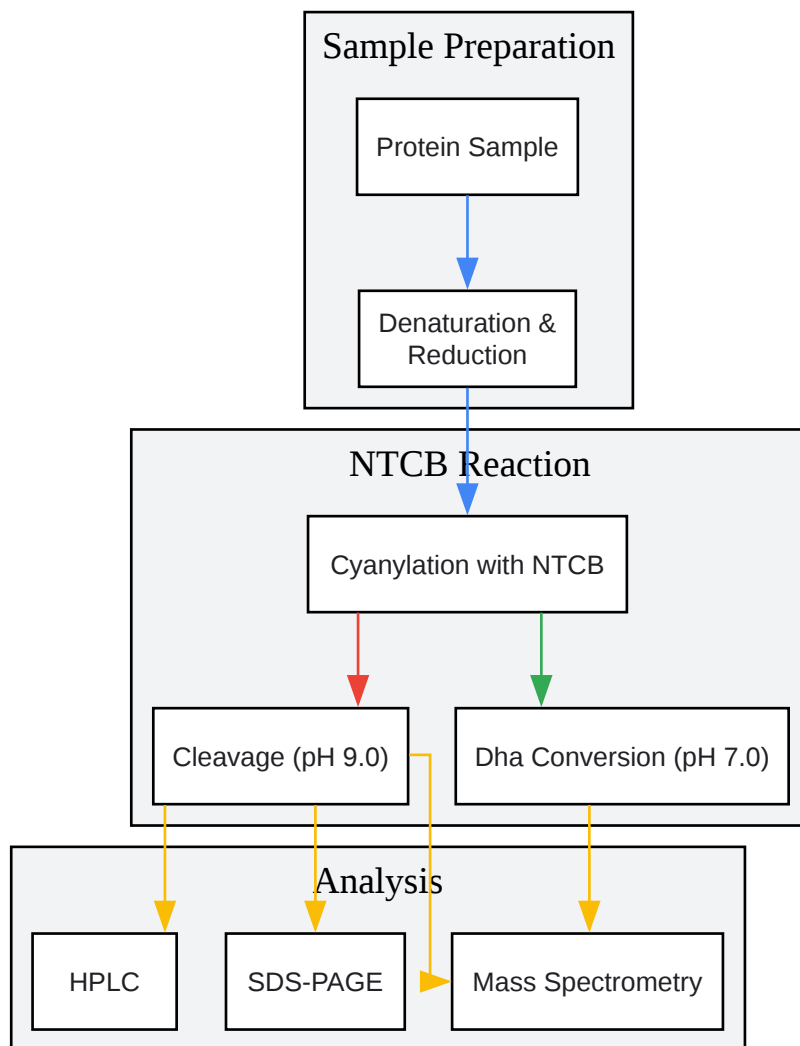 Sample Preparation
Protein Sample
Denaturation &
Reduction
NTCB Reaction
Cyanylation with NTCB
Cleavage (pH 9.0)
Dha Conversion (pH 7.0)
Analysis
HPLC
SDS-PAGE
Mass Spectrometry